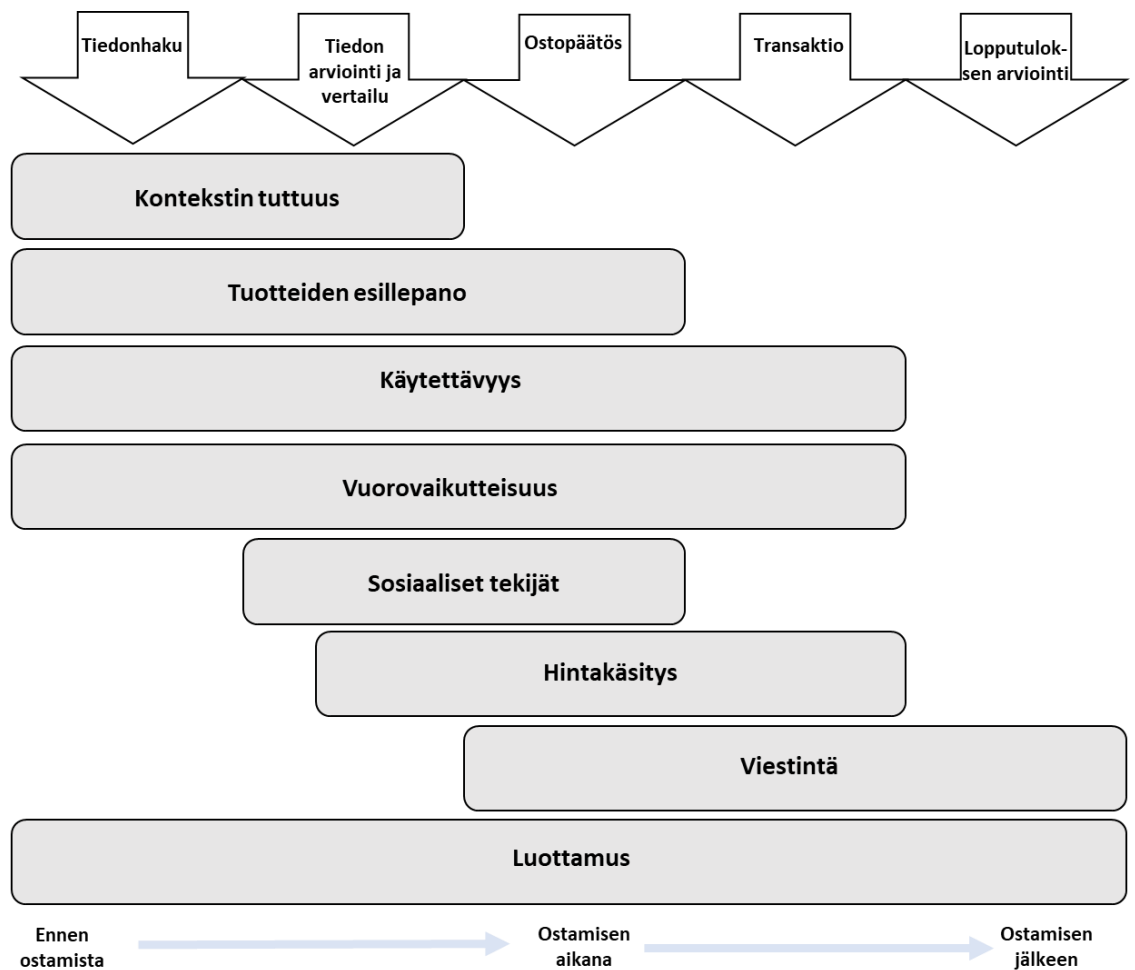 Tiedonhaku
Tiedon
arviointi ja
vertailu
Ostopäätös
Transaktio
Lopputulok-
sen arviointi
Kontekstin tuttuus
Tuotteiden esillepano
Käytettävyys
Vuorovaikutteisuus
Sosiaaliset tekijät
Hintakäsitys
Viestintä
Luottamus
Ennen
ostamista
Ostamisen
aikana
Ostamisen
jälkeen